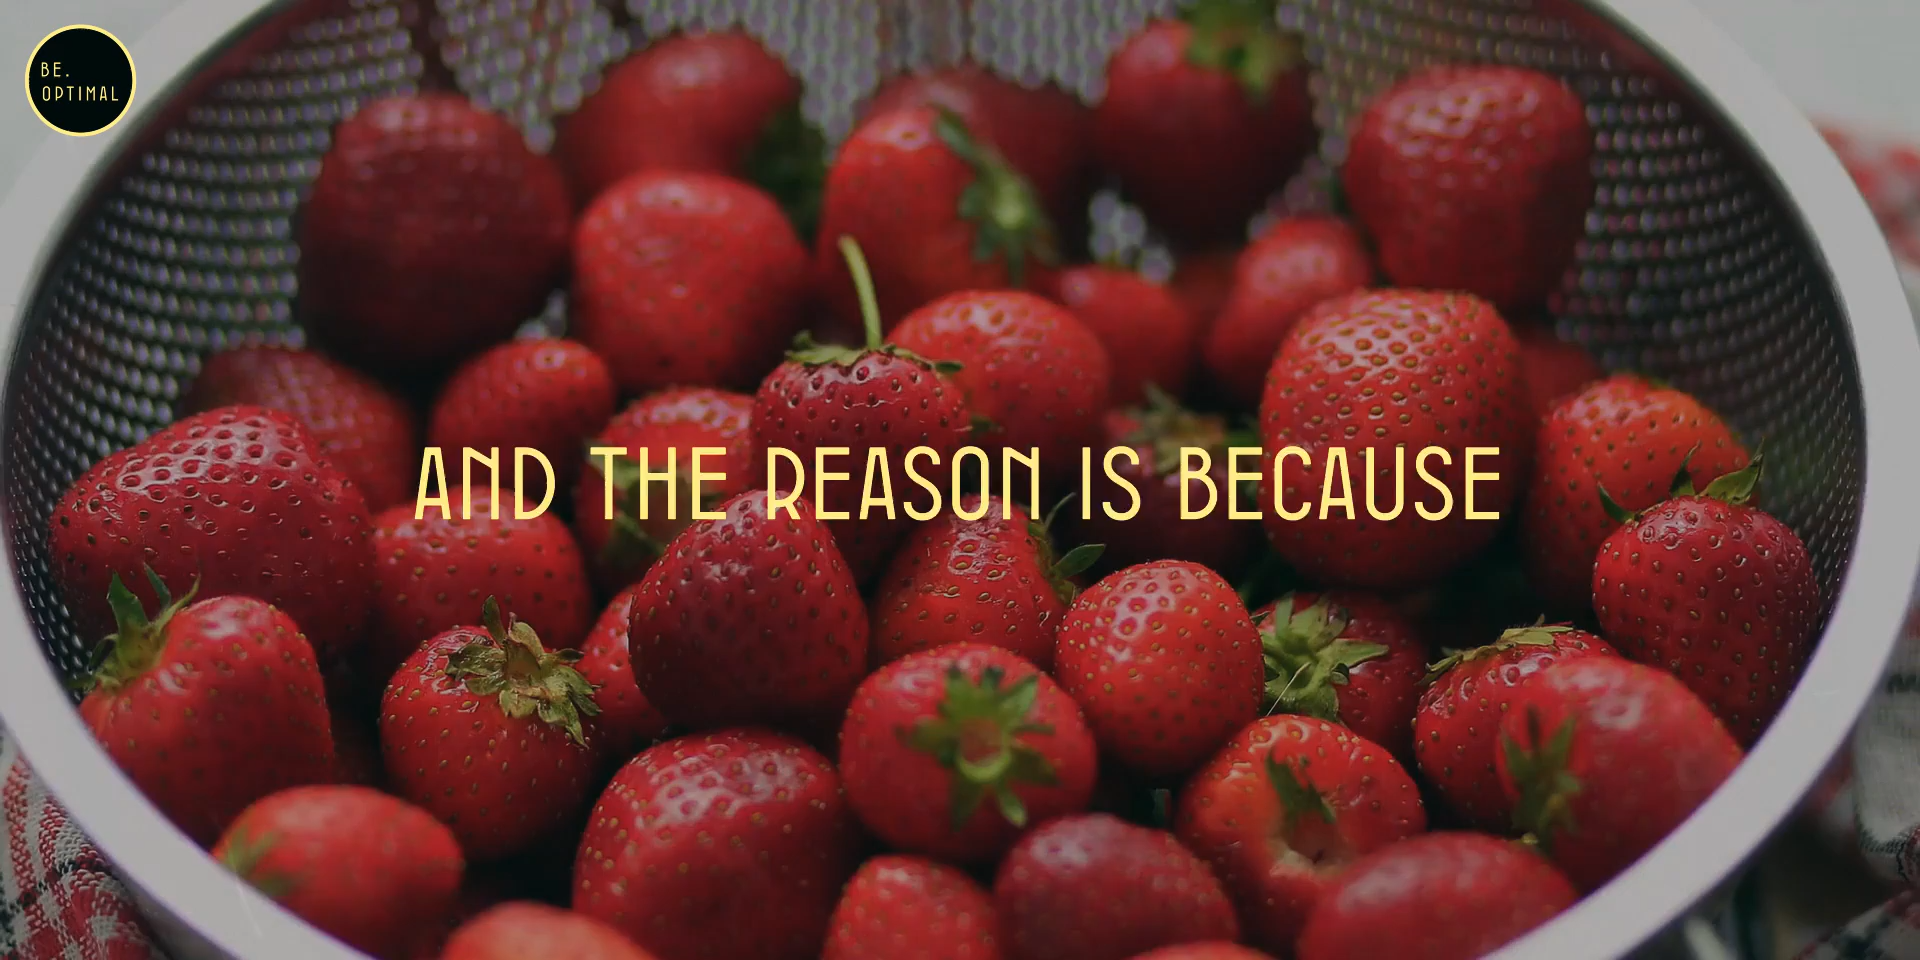 BE.
OPTIMAL
AND THE REASON IS BECAUSE